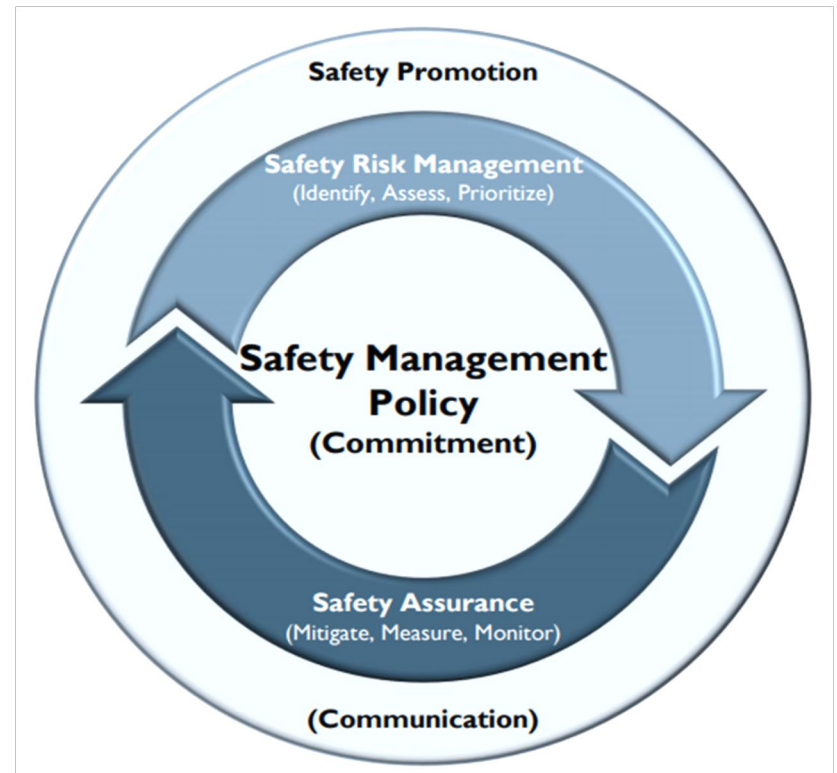 Safety Promotion
Safety Risk Management
(Identify, Assess, Prioritize)
Safety Management
Policy
(Commitment)
Safety Assurance
(Mitigate, Measure, Monitor)
(Communication)